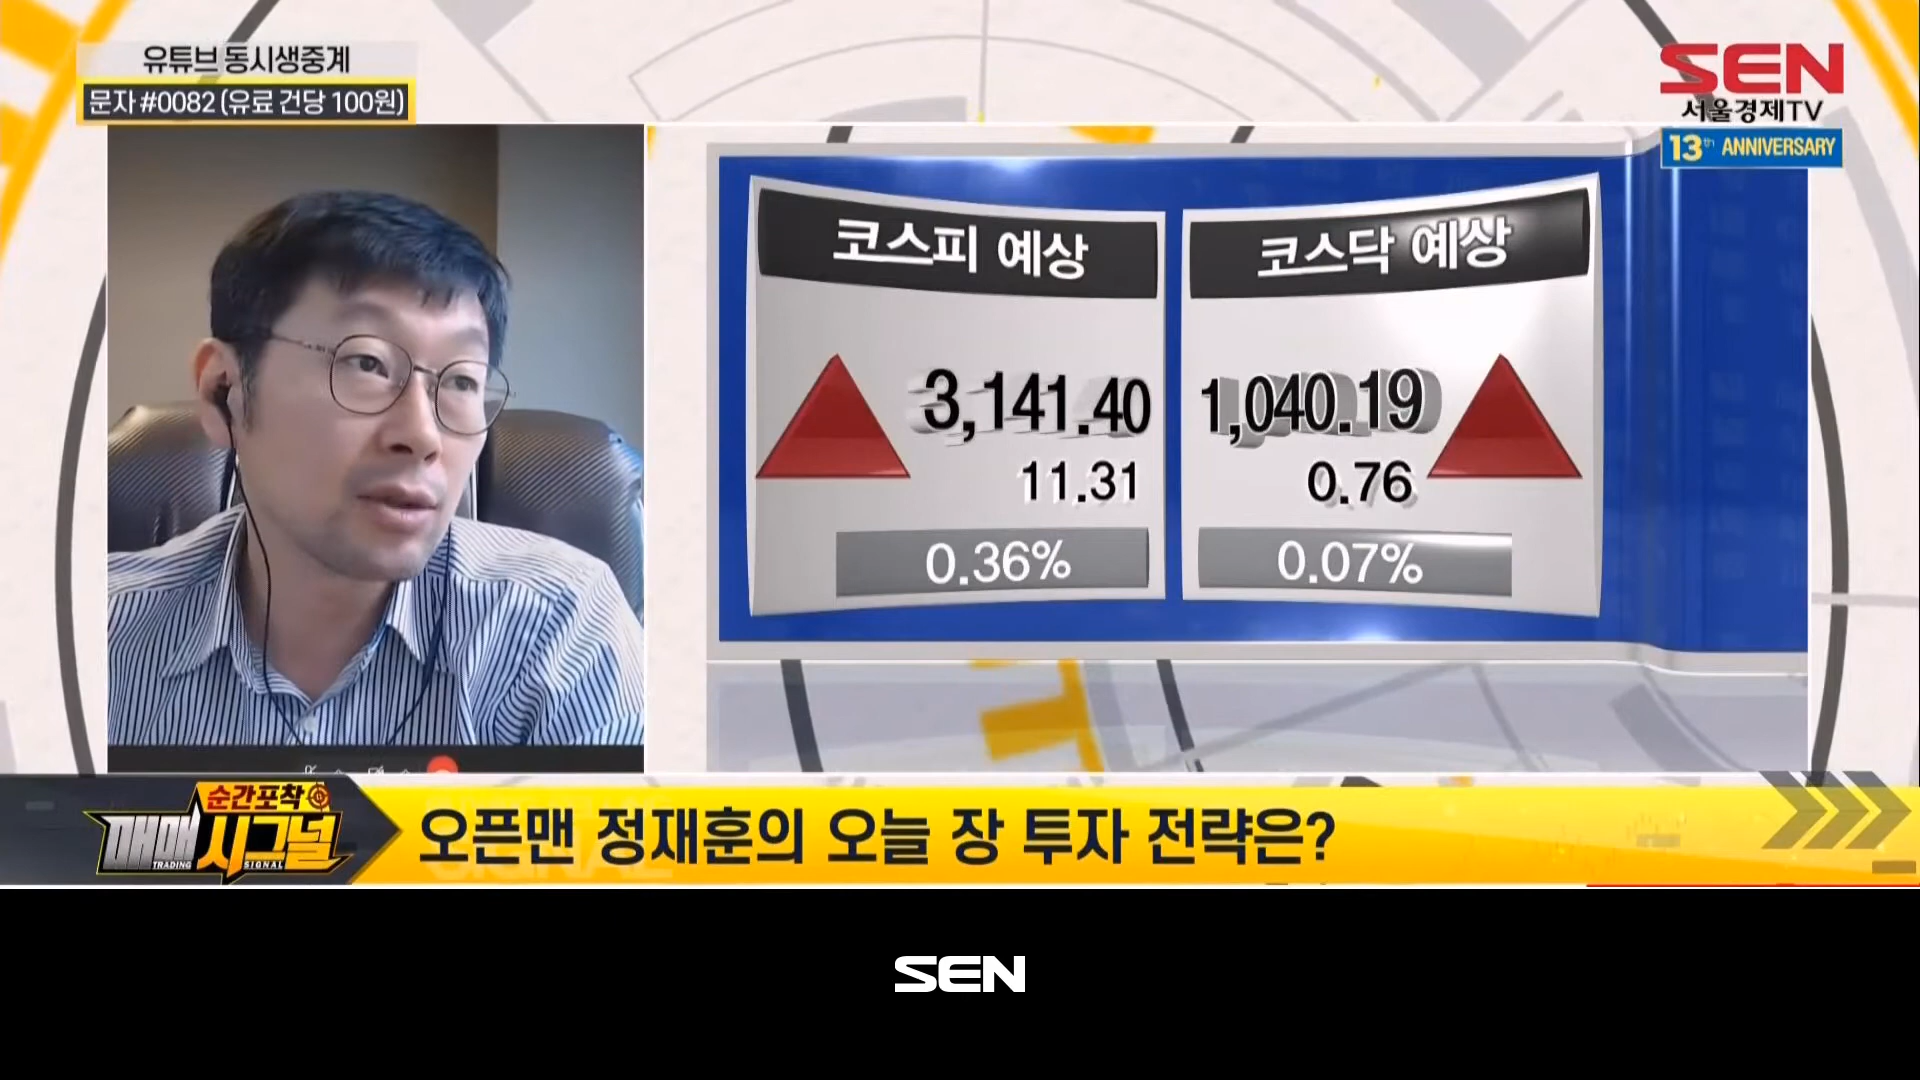 유튜브 동시생중계
문자 #0082 (유료 건당 100원)
SEN
서울경제TV
13th ANNIVERSARY
코스피 예상
3,141.40
11.31
0.36%
코스닥 예상
1,040.19
0.76
0.07%
순간포착
매매 시그널
TRADING SIGNAL
오픈맨 정재훈의 오늘 장 투자 전략은?
SEN